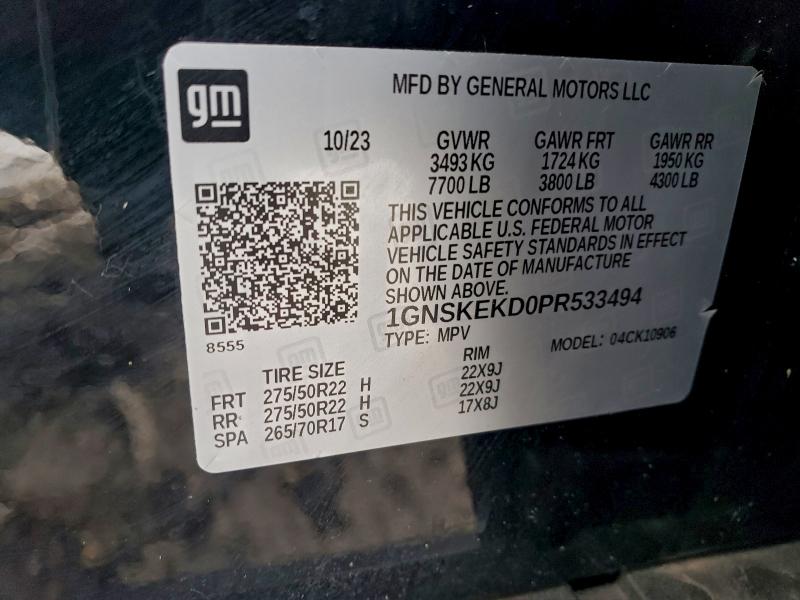 gm
MFD BY GENERAL MOTORS LLC
10/23 GVWR GAWR FRT GAWR RR
3493 KG 1724 KG 1950 KG
7700 LB 3800 LB 4300 LB
THIS VEHICLE CONFORMS TO ALL
APPLICABLE U.S. FEDERAL MOTOR
VEHICLE SAFETY STANDARDS IN EFFECT
ON THE DATE OF MANUFACTURE
SHOWN ABOVE.
1GNSKEKD0PR533494
8555
TYPE: MPV MODEL: 04CK10906
TIRE SIZE RIM
FRT 275/50R22 H 22X9J
RR 275/50R22 H 22X9J
SPA 265/70R17 S 17X8J